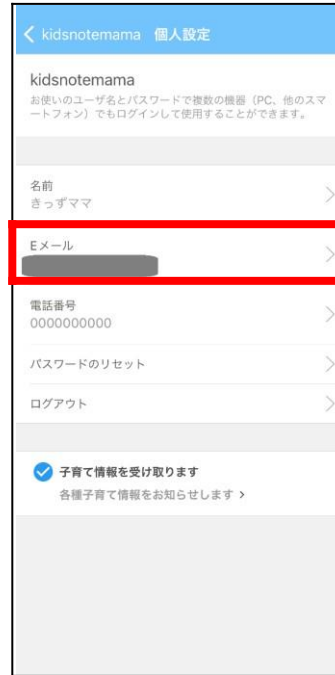 kidsnotemama 個人設定
kidsnotemama
お使いのユーザ名とパスワードで複数の機器（PC、他のスマ
ートフォン）でもログインして使用することができます。
名前
きっずママ
Eメール
電話番号
0000000000
パスワードのリセット
ログアウト
子育て情報を受け取ります
各種子育て情報をお知らせします >